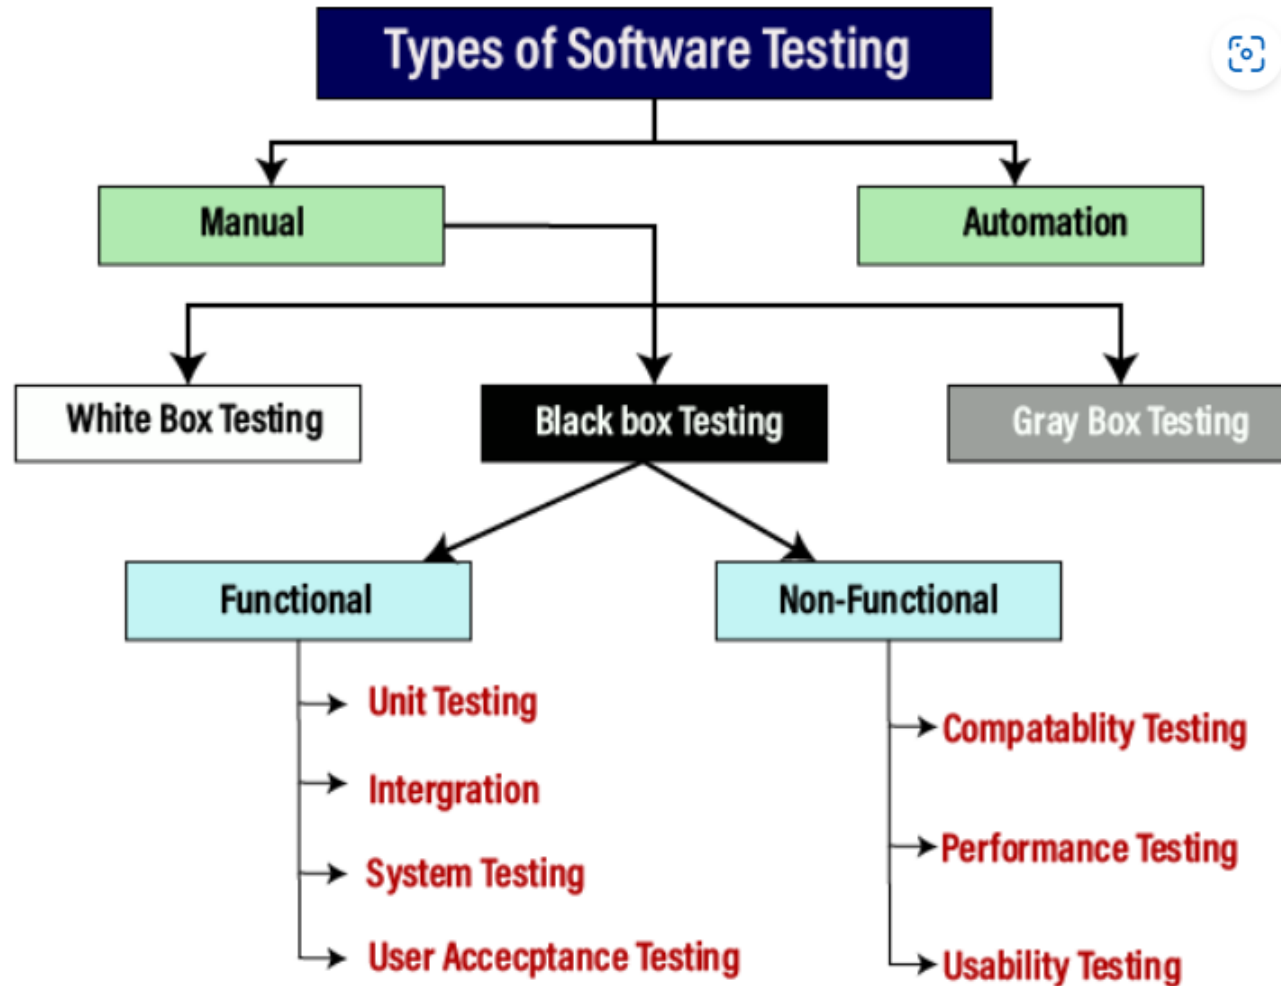 Types of Software Testing
Manual
Automation
White Box Testing
Black box Testing
Gray Box Testing
Functional
Non-Functional
Unit Testing
Intergration
System Testing
User Accecptance Testing
Compatablity Testing
Performance Testing
Usability Testing